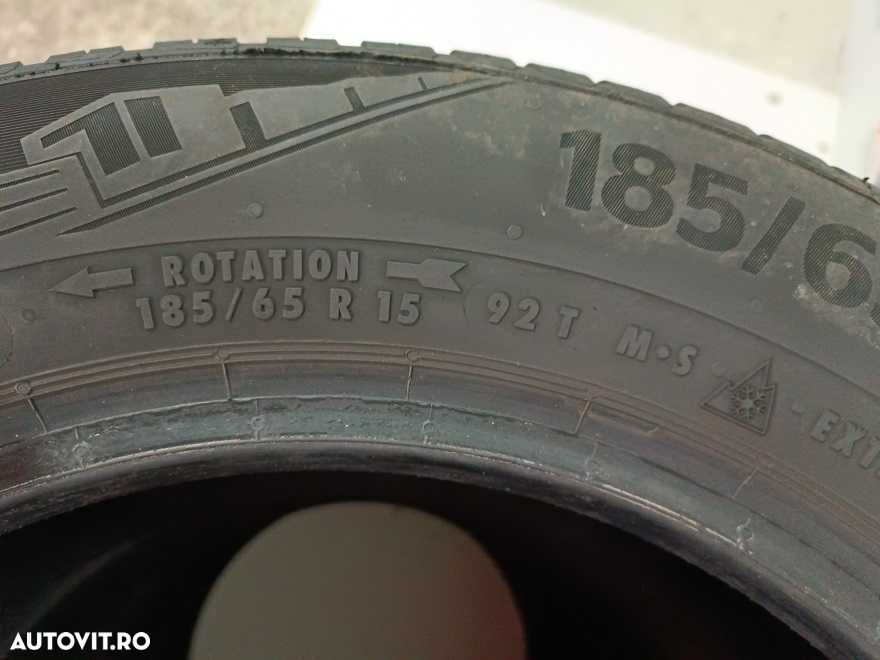 185/6
ROTATION
185/65 R 15 92 T M•S
AUTOVIT.RO